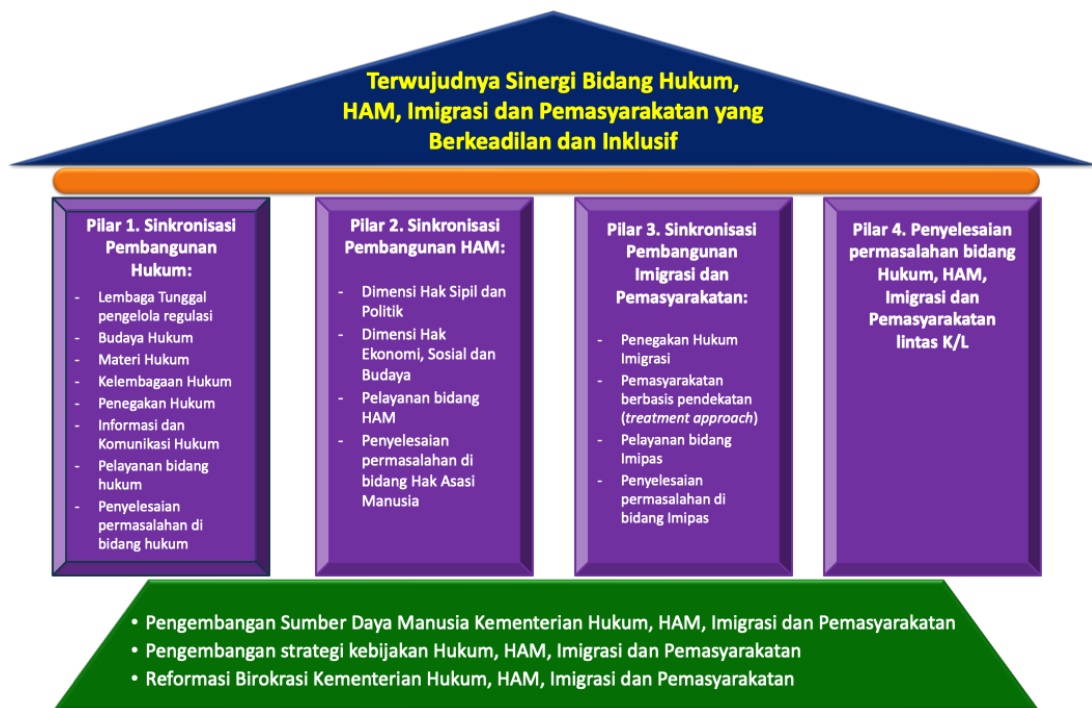 Terwujudnya Sinergi Bidang Hukum,
HAM, Imigrasi dan Pemasyarakatan yang
Berkeadilan dan Inklusif
Pilar 1. Sinkronisasi
Pembangunan
Hukum:
- Lembaga Tunggal
pengelola regulasi
- Budaya Hukum
- Materi Hukum
- Kelembagaan Hukum
- Penegakan Hukum
- Informasi dan
Komunikasi Hukum
- Pelayanan bidang
hukum
- Penyelesaian
permasalahan di
bidang hukum
Pilar 2. Sinkronisasi
Pembangunan HAM:
- Dimensi Hak Sipil dan
Politik
- Dimensi Hak
Ekonomi, Sosial dan
Budaya
- Pelayanan bidang
HAM
- Penyelesaian
permasalahan di
bidang Hak Asasi
Manusia
Pilar 3. Sinkronisasi
Pembangunan
Imigrasi dan
Pemasyarakatan:
- Penegakan Hukum
Imigrasi
- Pemasyarakatan
berbasis pendekatan
(treatment approach)
- Pelayanan bidang
Imipas
- Penyelesaian
permasalahan di
bidang Imipas
Pilar 4. Penyelesaian
permasalahan bidang
Hukum, HAM,
Imigrasi dan
Pemasyarakatan
lintas K/L
• Pengembangan Sumber Daya Manusia Kementerian Hukum, HAM, Imigrasi dan Pemasyarakatan
• Pengembangan strategi kebijakan Hukum, HAM, Imigrasi dan Pemasyarakatan
• Reformasi Birokrasi Kementerian Hukum, HAM, Imigrasi dan Pemasyarakatan